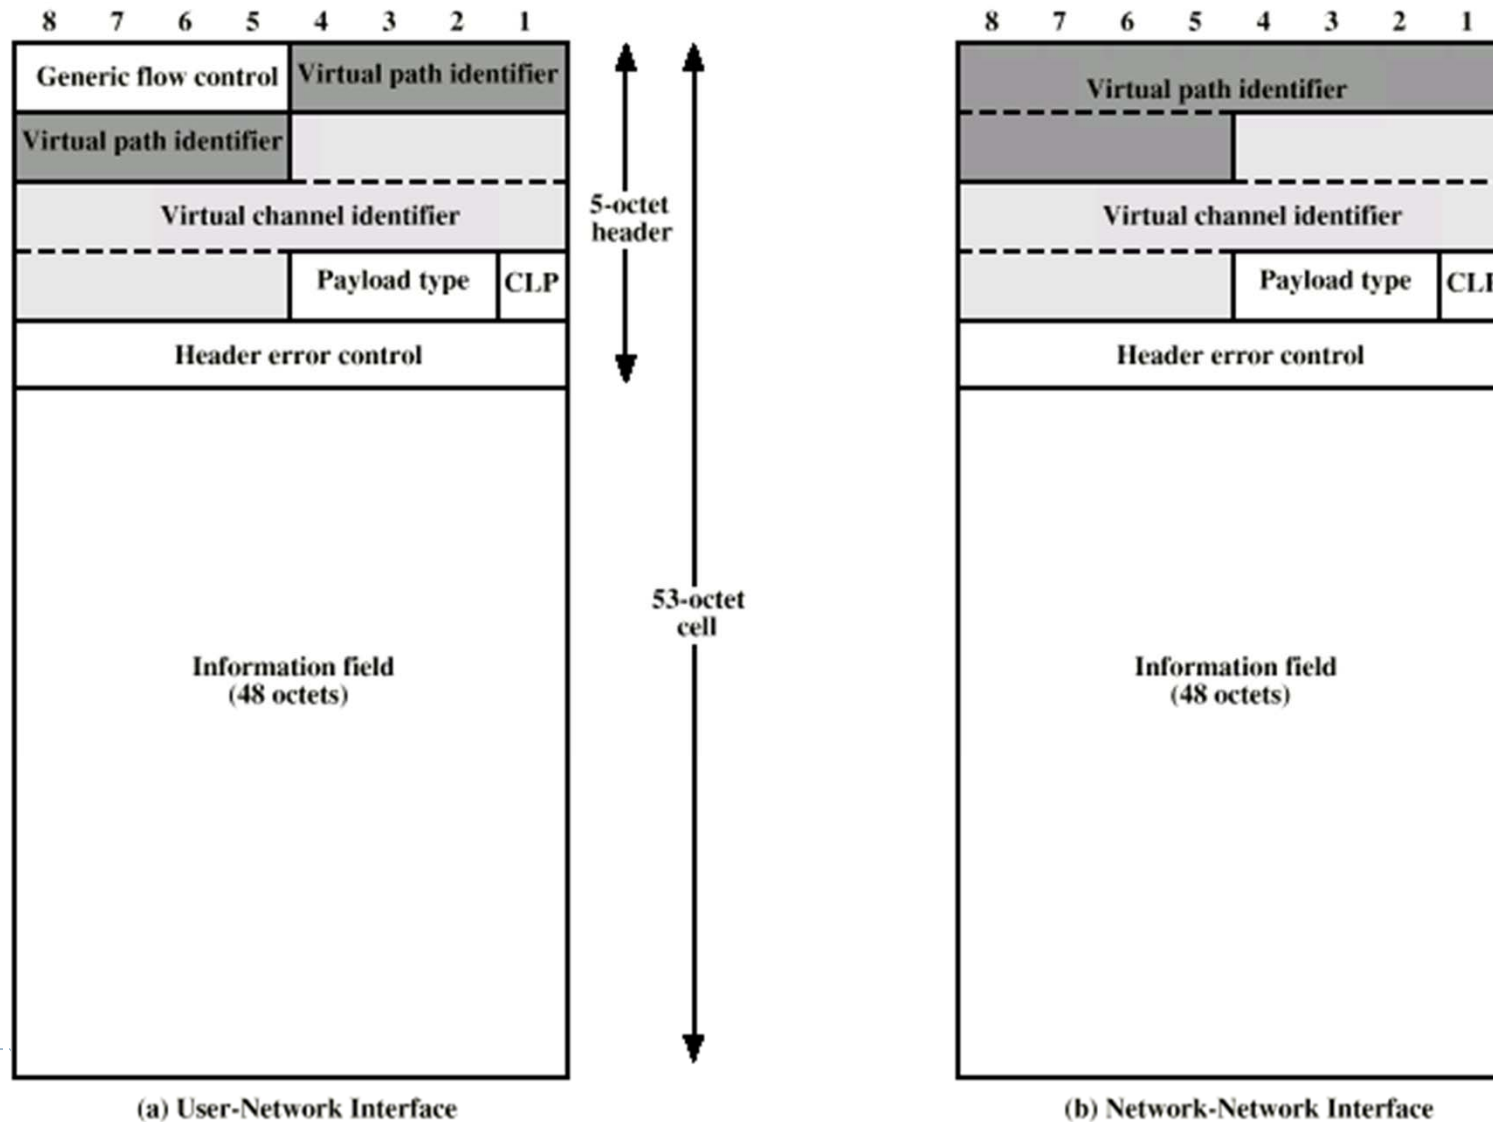 8 7 6 5 4 3 2 1
Generic flow control
Virtual path identifier
Virtual path identifier
Virtual channel identifier
Payload type
CLP
Header error control
Information field
(48 octets)
(a) User-Network Interface
5-octet
header
53-octet
cell
8 7 6 5 4 3 2 1
Virtual path identifier
Virtual channel identifier
Payload type
Header error control
Information field
(48 octets)
(b) Network-Network Interface